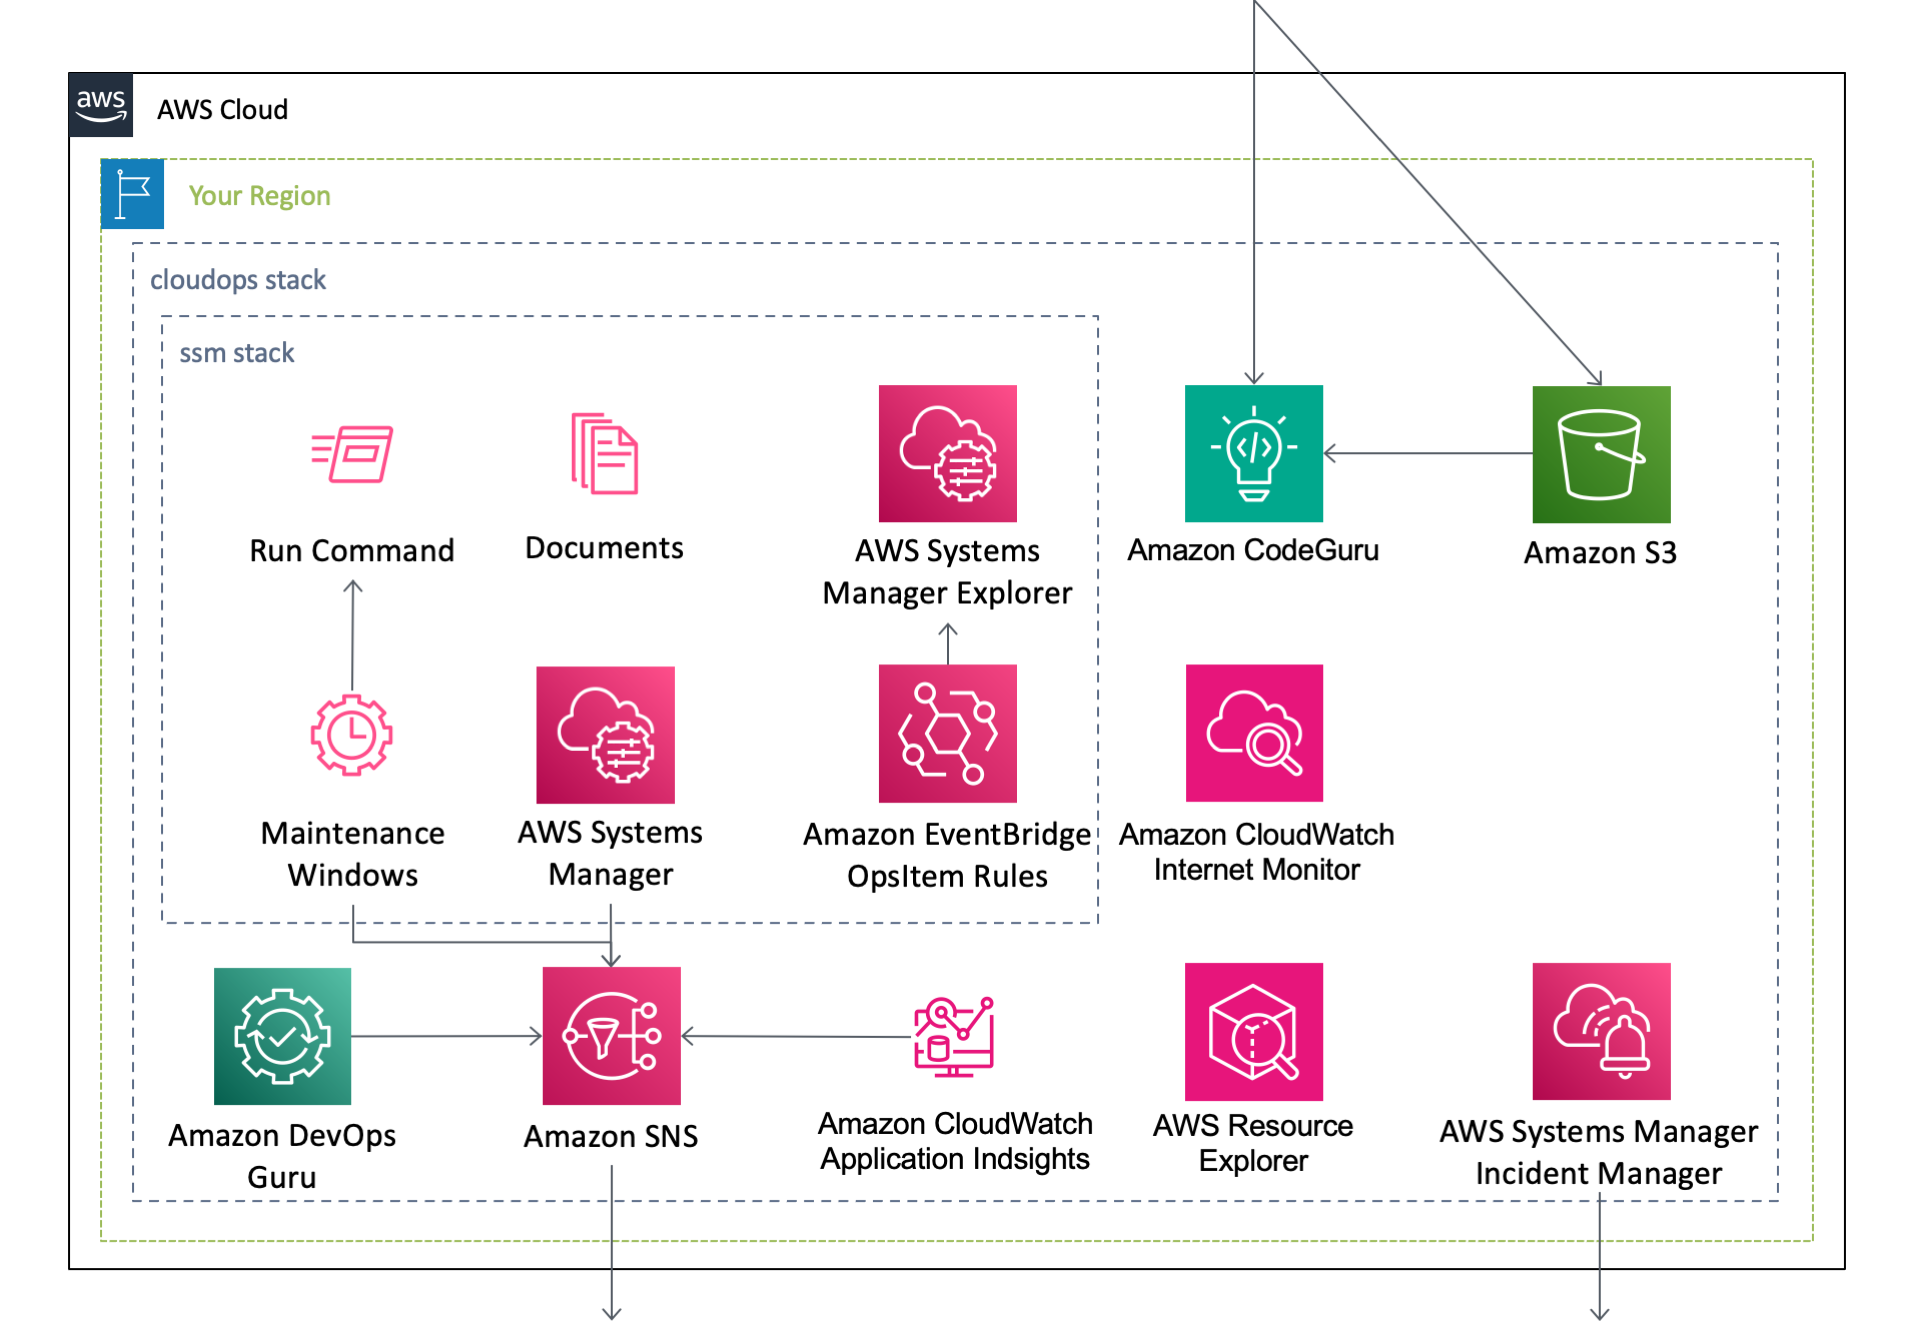 aws
AWS Cloud
Your Region
cloudops stack
ssm stack
Run Command
Documents
AWS Systems
Manager Explorer
Amazon CodeGuru
Amazon S3
Maintenance
Windows
AWS Systems
Manager
Amazon EventBridge
OpsItem Rules
Amazon CloudWatch
Internet Monitor
Amazon DevOps
Guru
Amazon SNS
Amazon CloudWatch
Application Indsights
AWS Resource
Explorer
AWS Systems Manager
Incident Manager